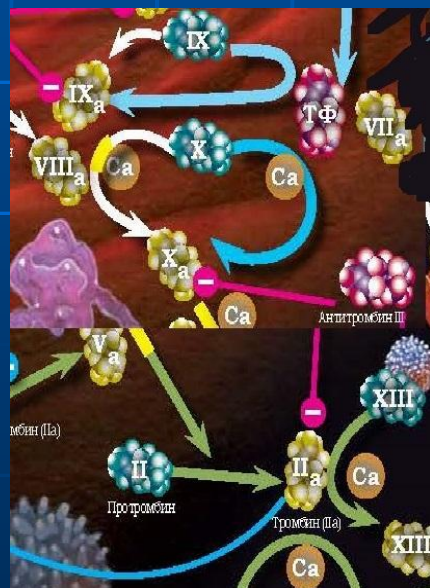 IX
IXa
ТФ
VIIa
VIIIa
Ca
X
Ca
Xa
Ca
Антитромбин III
Va
XIII
мбин (IIa)
II
IIa
Ca
Протромбин
Тромбин (IIa)
XIII
Ca